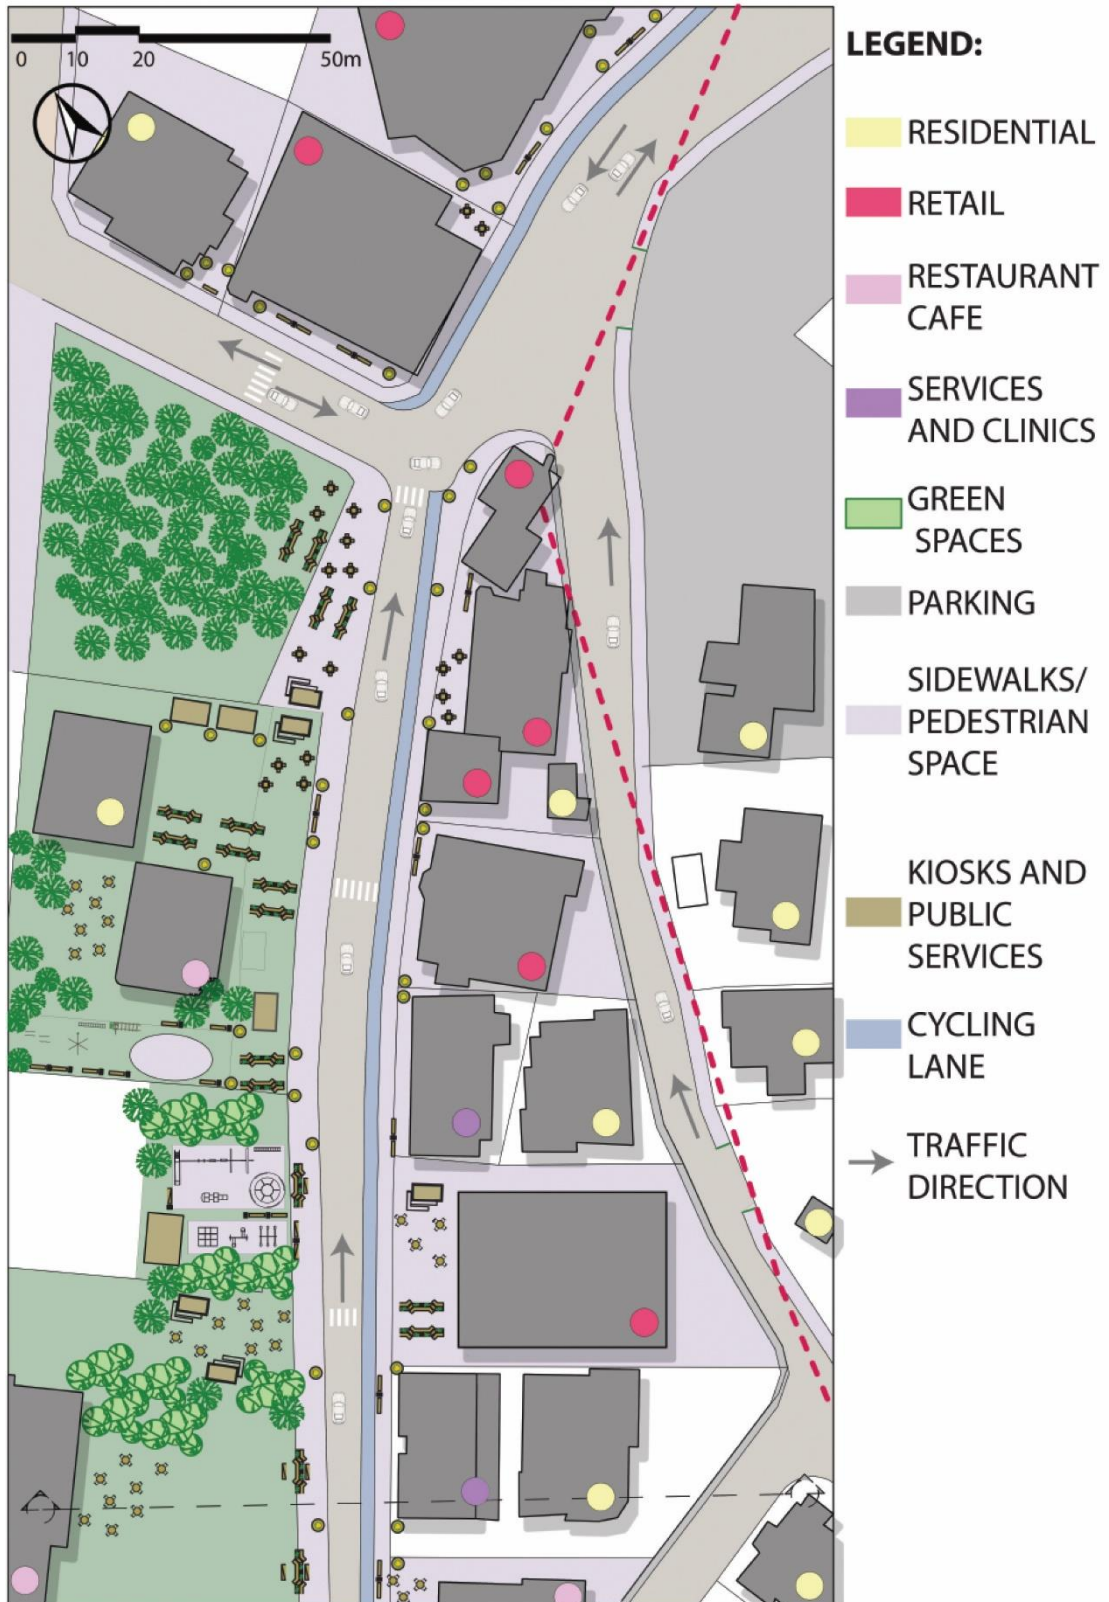 0 10 20 50m
LEGEND:
RESIDENTIAL
RETAIL
RESTAURANT
CAFE
SERVICES
AND CLINICS
GREEN
SPACES
PARKING
SIDEWALKS/
PEDESTRIAN
SPACE
KIOSKS AND
PUBLIC
SERVICES
CYCLING
LANE
TRAFFIC
DIRECTION